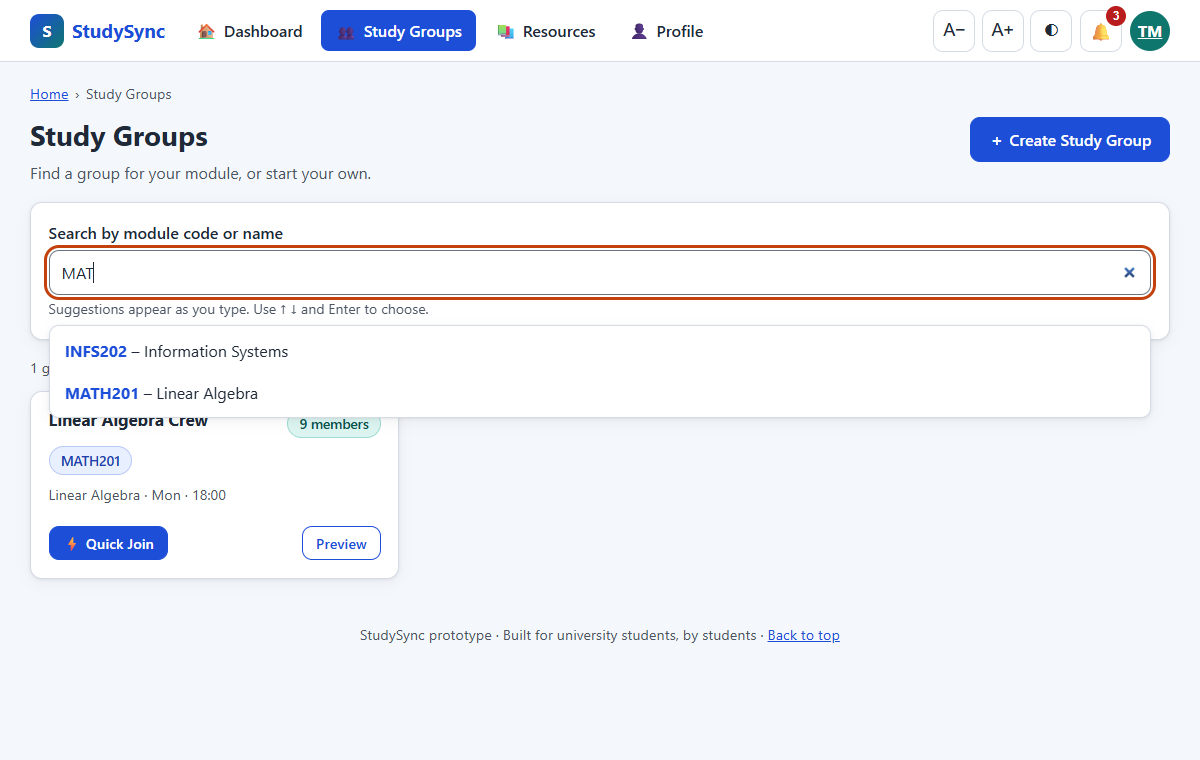 S StudySync Dashboard Study Groups Resources Profile A− A+ 3 TM
Home › Study Groups
Study Groups
+ Create Study Group
Find a group for your module, or start your own.
Search by module code or name
MAT ×
Suggestions appear as you type. Use ↑ ↓ and Enter to choose.
INFS202 – Information Systems
1 g
MATH201 – Linear Algebra
Linear Algebra Crew 9 members
MATH201
Linear Algebra · Mon · 18:00
Quick Join Preview
StudySync prototype · Built for university students, by students · Back to top